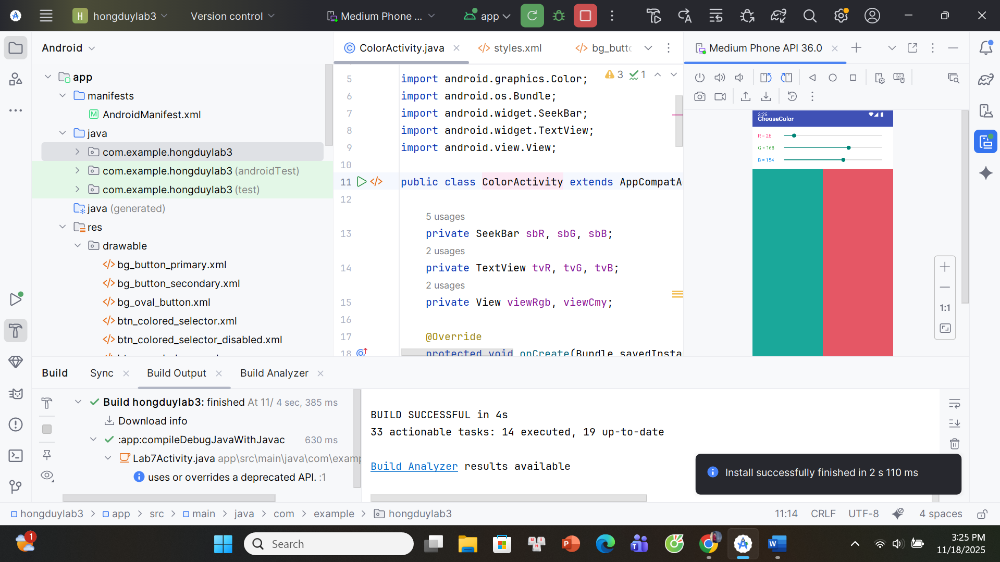 H hongduylab3 Version control Medium Phone ... app
Android
app
manifests
M AndroidManifest.xml
java
com.example.hongduylab3
com.example.hongduylab3 (androidTest)
com.example.hongduylab3 (test)
java (generated)
res
drawable
bg_button_primary.xml
bg_button_secondary.xml
bg_oval_button.xml
btn_colored_selector.xml
btn_colored_selector_disabled.xml
ColorActivity.java styles.xml bg_butto
3 1
5 import android.graphics.Color;
6 import android.os.Bundle;
7 import android.widget.SeekBar;
8 import android.widget.TextView;
9 import android.view.View;
10
11 public class ColorActivity extends AppCompatA
12
5 usages
13 private SeekBar sbR, sbG, sbB;
2 usages
14 private TextView tvR, tvG, tvB;
2 usages
15 private View viewRgb, viewCmy;
16
17 @Override
18 protected void onCreate(Bundle savedInsta
Medium Phone API 36.0
3:25
ChooseColor
R = 26
G = 168
B = 154
1:1
Build Sync Build Output Build Analyzer
Build hongduylab3: finished At 11/ 4 sec, 385 ms
Download info
:app:compileDebugJavaWithJavac 630 ms
Lab7Activity.java app\src\main\java\com\examp
uses or overrides a deprecated API. :1
BUILD SUCCESSFUL in 4s
33 actionable tasks: 14 executed, 19 up-to-date
Build Analyzer results available
Install successfully finished in 2 s 110 ms
hongduylab3 > app > src > main > java > com > example > hongduylab3
11:14 CRLF UTF-8 4 spaces
1
Search
3:25 PM
11/18/2025